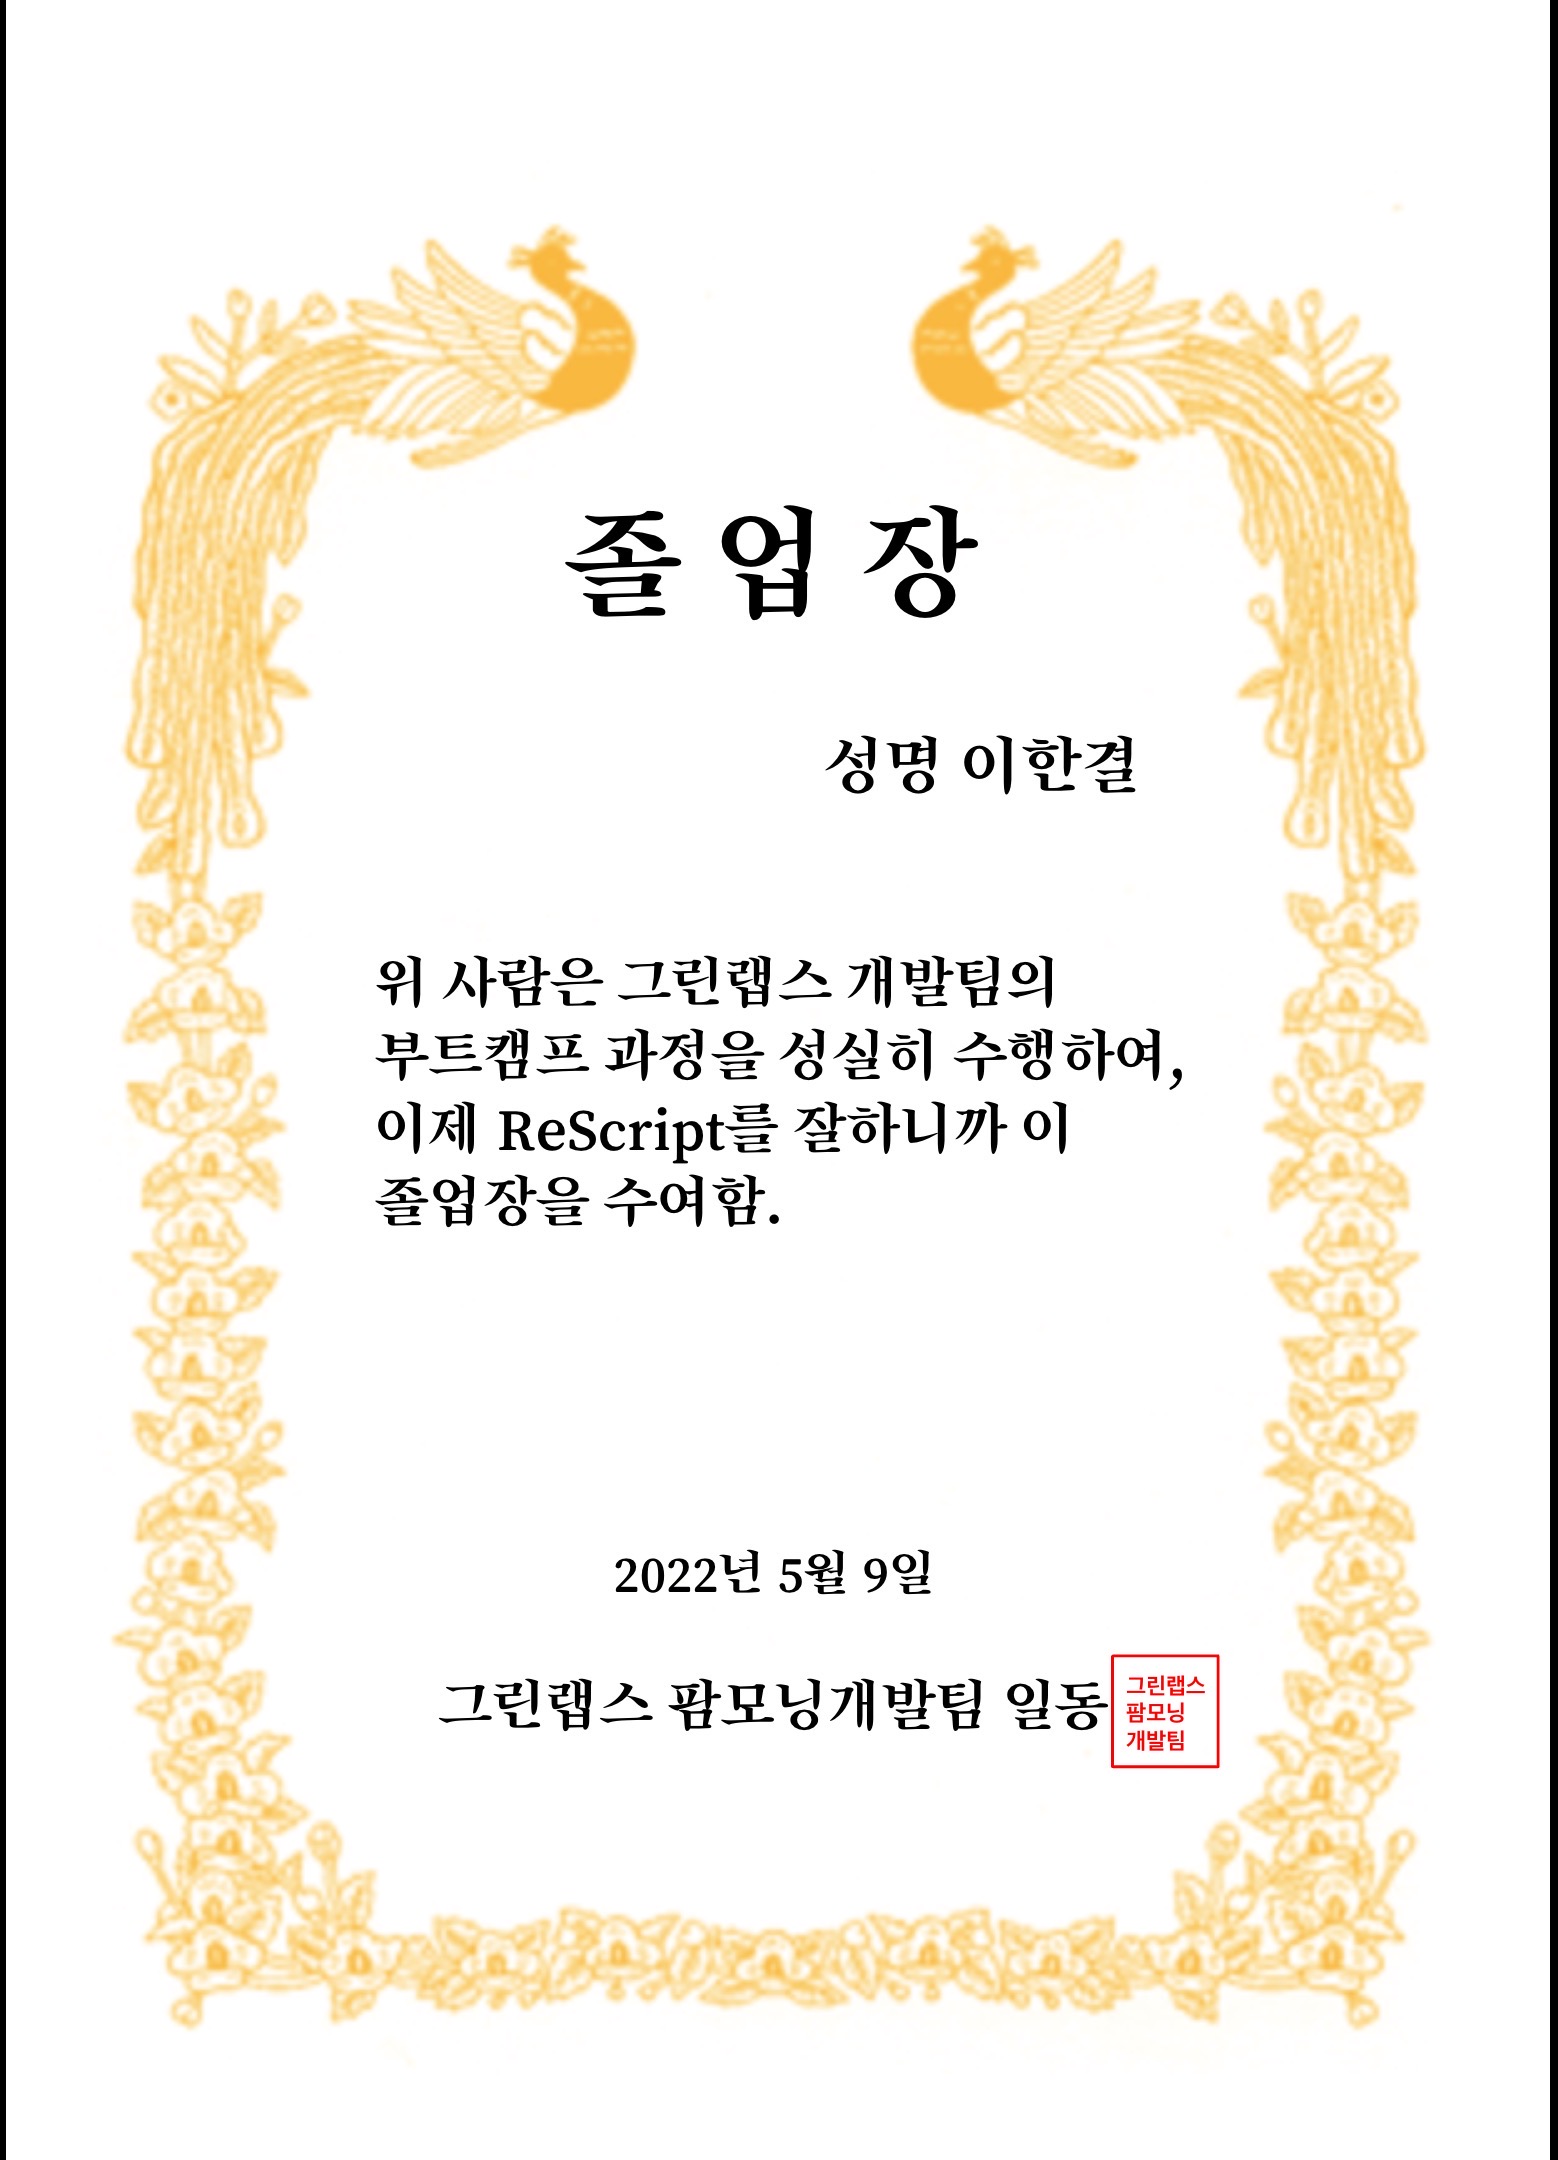 졸업장
성명 이한결
위 사람은 그린랩스 개발팀의
부트캠프 과정을 성실히 수행하여,
이제 ReScript를 잘하니까 이
졸업장을 수여함.
2022년 5월 9일
그린랩스 팜모닝개발팀 일동
그린랩스
팜모닝
개발팀